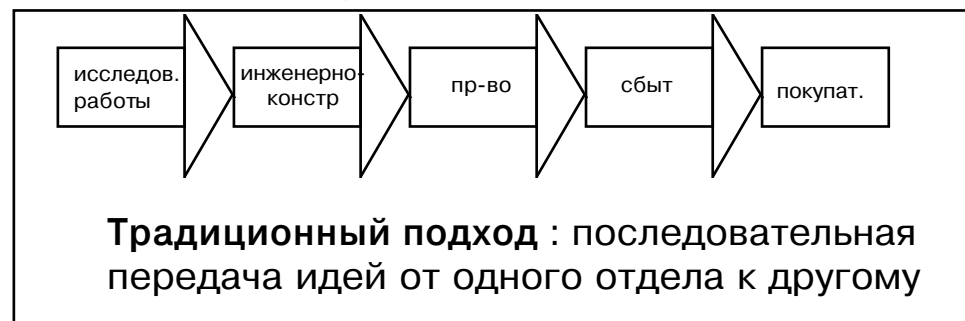 исследов.
работы
инженерно-
констр
пр-во
сбыт
покупат.
Традиционный подход : последовательная
передача идей от одного отдела к другому